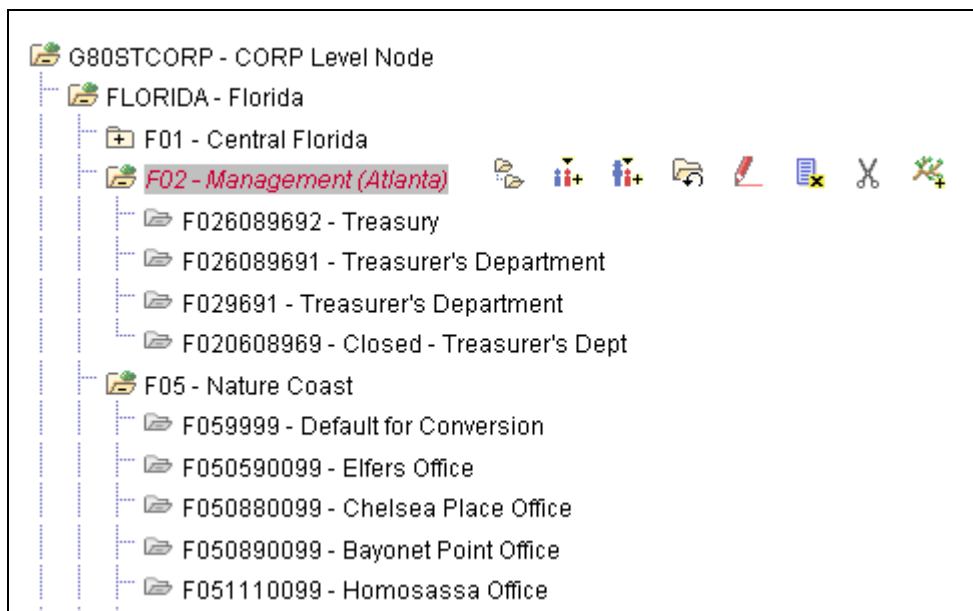 G80STCORP - CORP Level Node
FLORIDA - Florida
F01 - Central Florida
F02 - Management (Atlanta)
F026089692 - Treasury
F026089691 - Treasurer's Department
F029691 - Treasurer's Department
F020608969 - Closed - Treasurer's Dept
F05 - Nature Coast
F059999 - Default for Conversion
F050590099 - Elfers Office
F050880099 - Chelsea Place Office
F050890099 - Bayonet Point Office
F051110099 - Homosassa Office